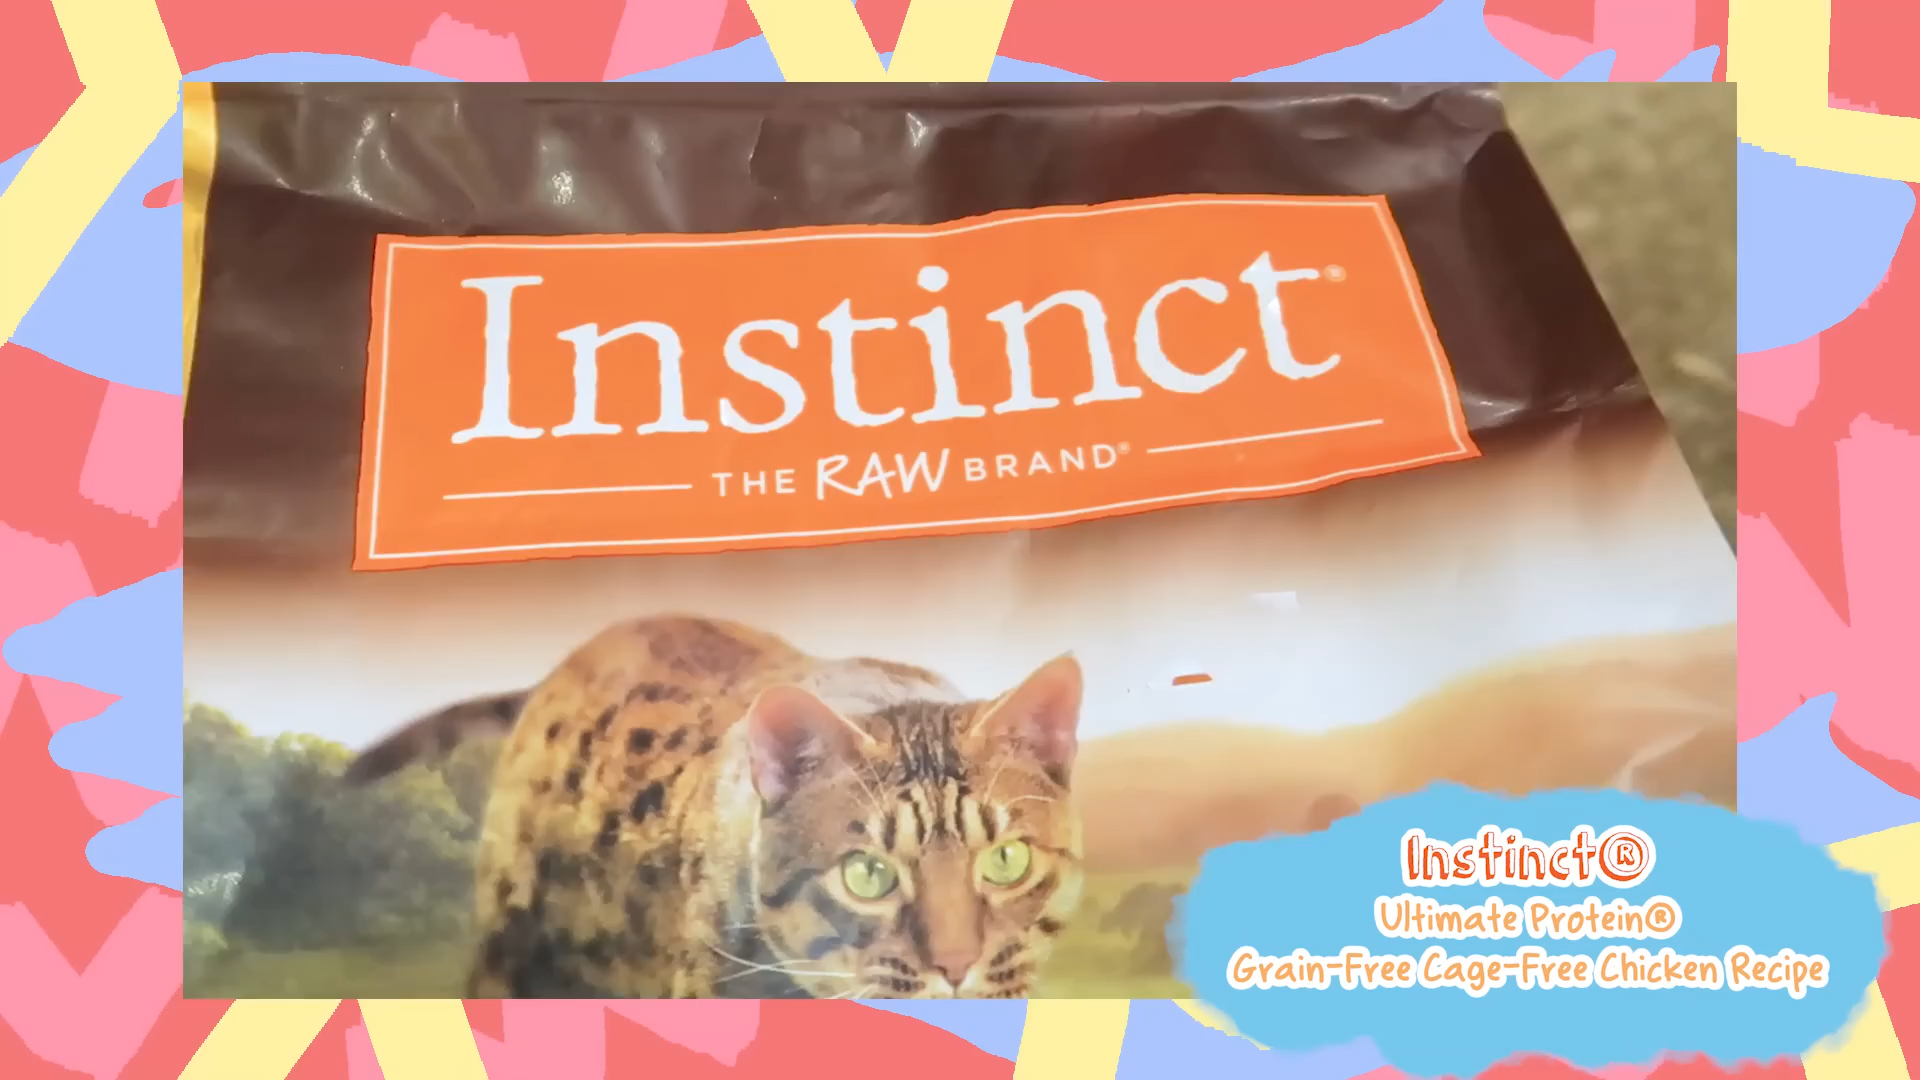 Instinct®
THE RAW BRAND®
Instinct®
Ultimate Protein®
Grain-Free Cage-Free Chicken Recipe